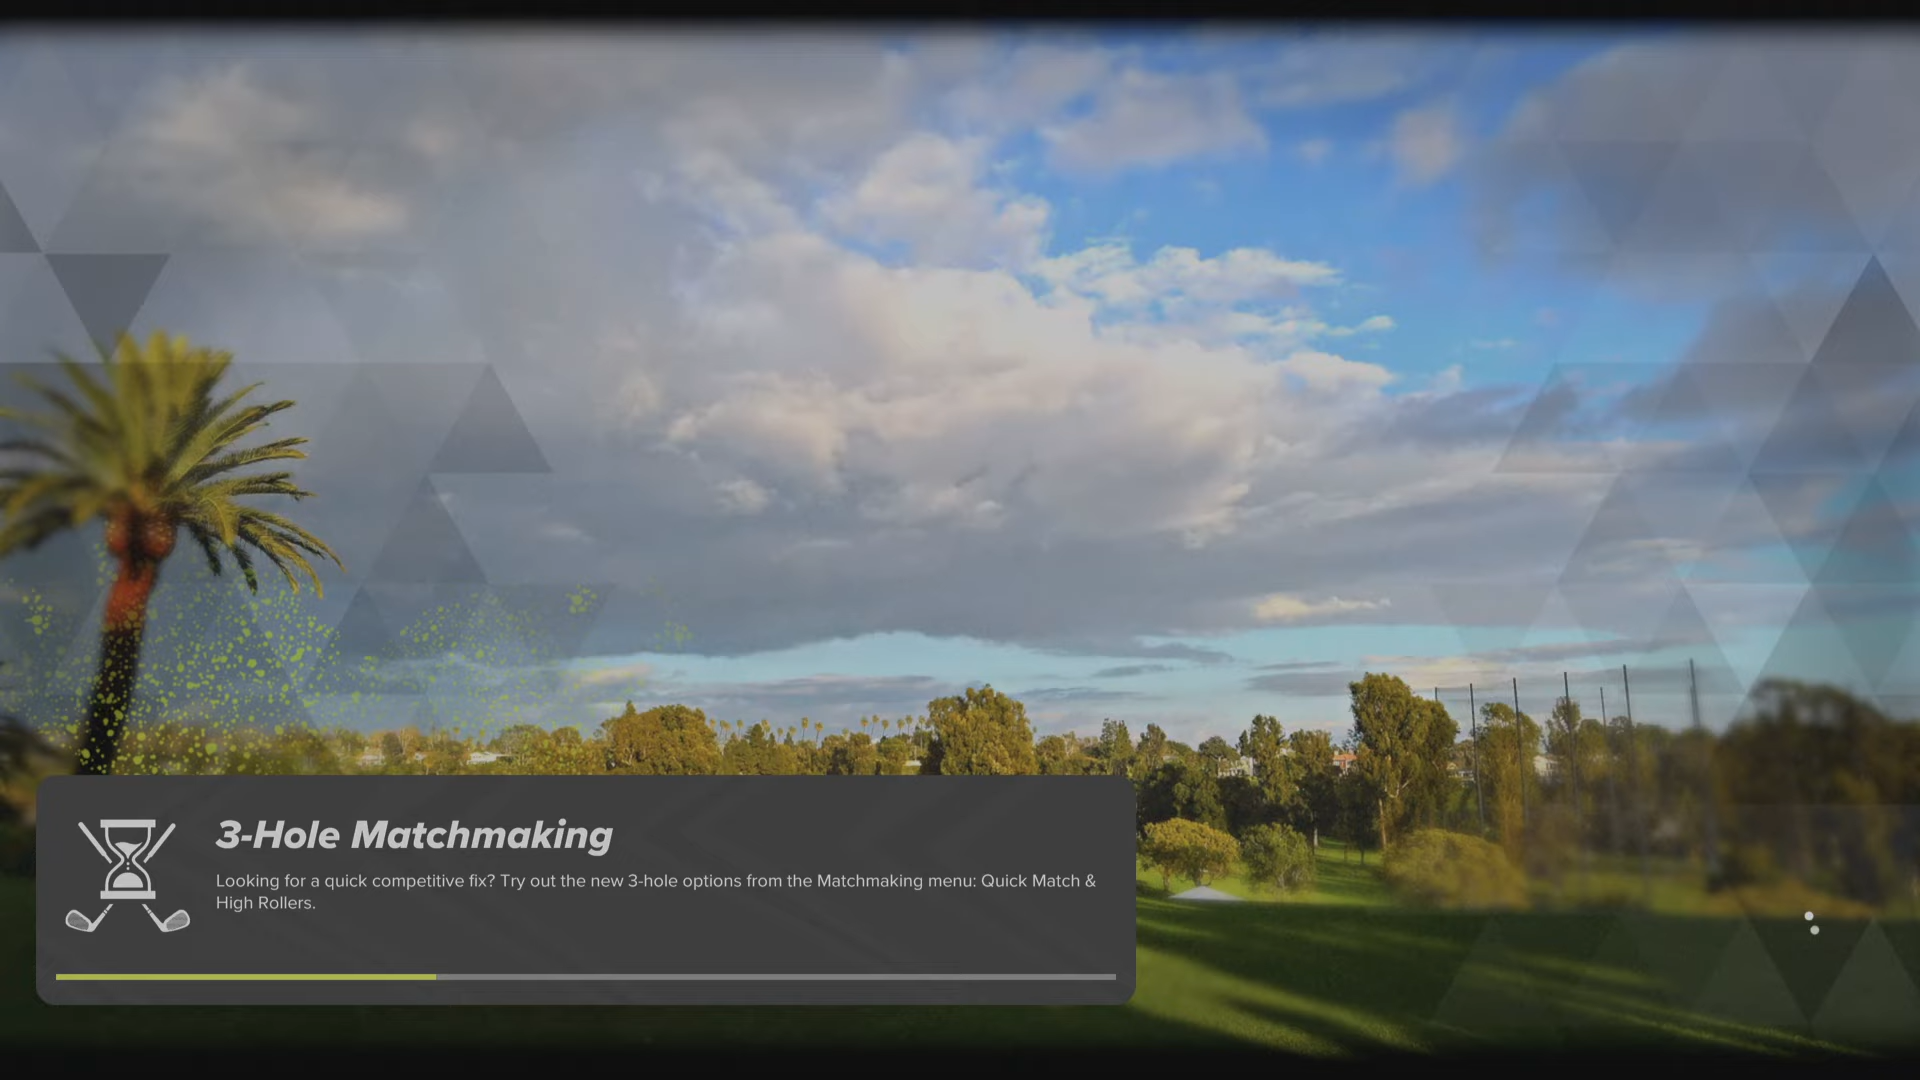 3-Hole Matchmaking
Looking for a quick competitive fix? Try out the new 3-hole options from the Matchmaking menu: Quick Match &
High Rollers.